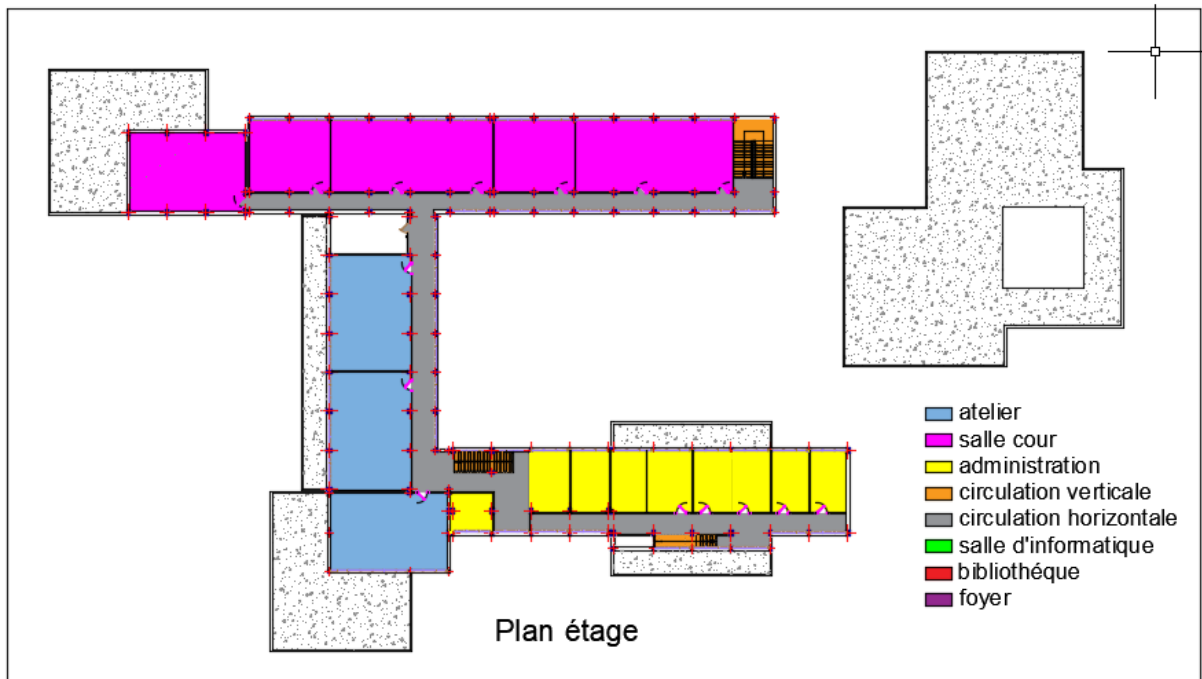 atelier
salle cour
administration
circulation verticale
circulation horizontale
salle d'informatique
bibliothéque
foyer
Plan étage